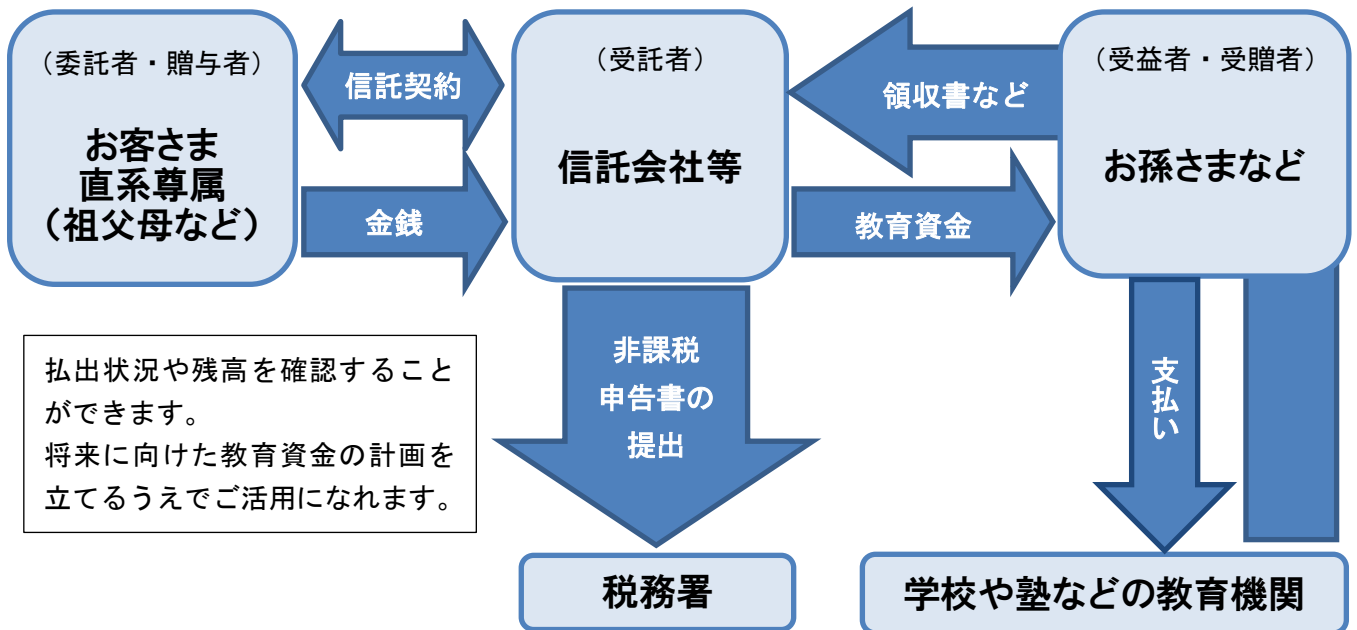 （委託者・贈与者）
お客さま
直系尊属
（祖父母など）
信託契約
金銭
（受託者）
信託会社等
領収書など
教育資金
（受益者・受贈者）
お孫さまなど
払出状況や残高を確認すること
ができます。
将来に向けた教育資金の計画を
立てるうえでご活用になれます。
非課税
申告書の
提出
支払い
税務署
学校や塾などの教育機関